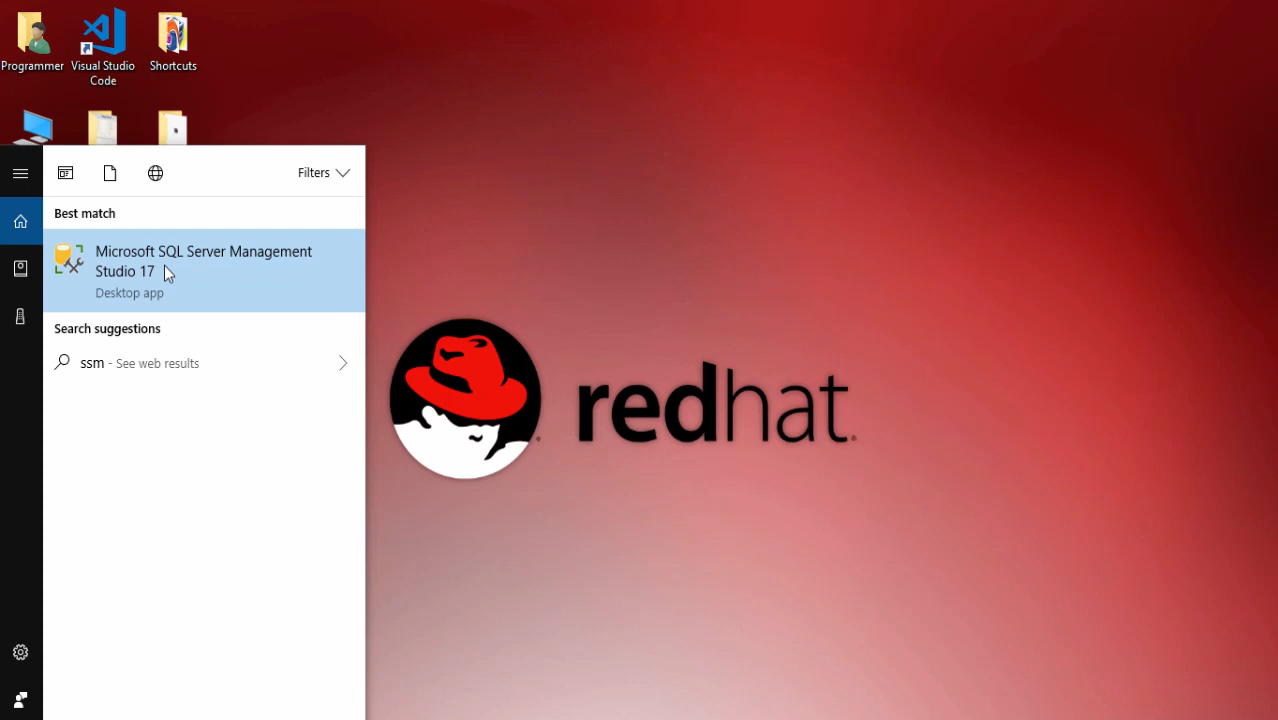 Programmer
Visual Studio
Code
Shortcuts
Filters
Best match
Microsoft SQL Server Management
Studio 17
Desktop app
Search suggestions
ssm - See web results
redhat.